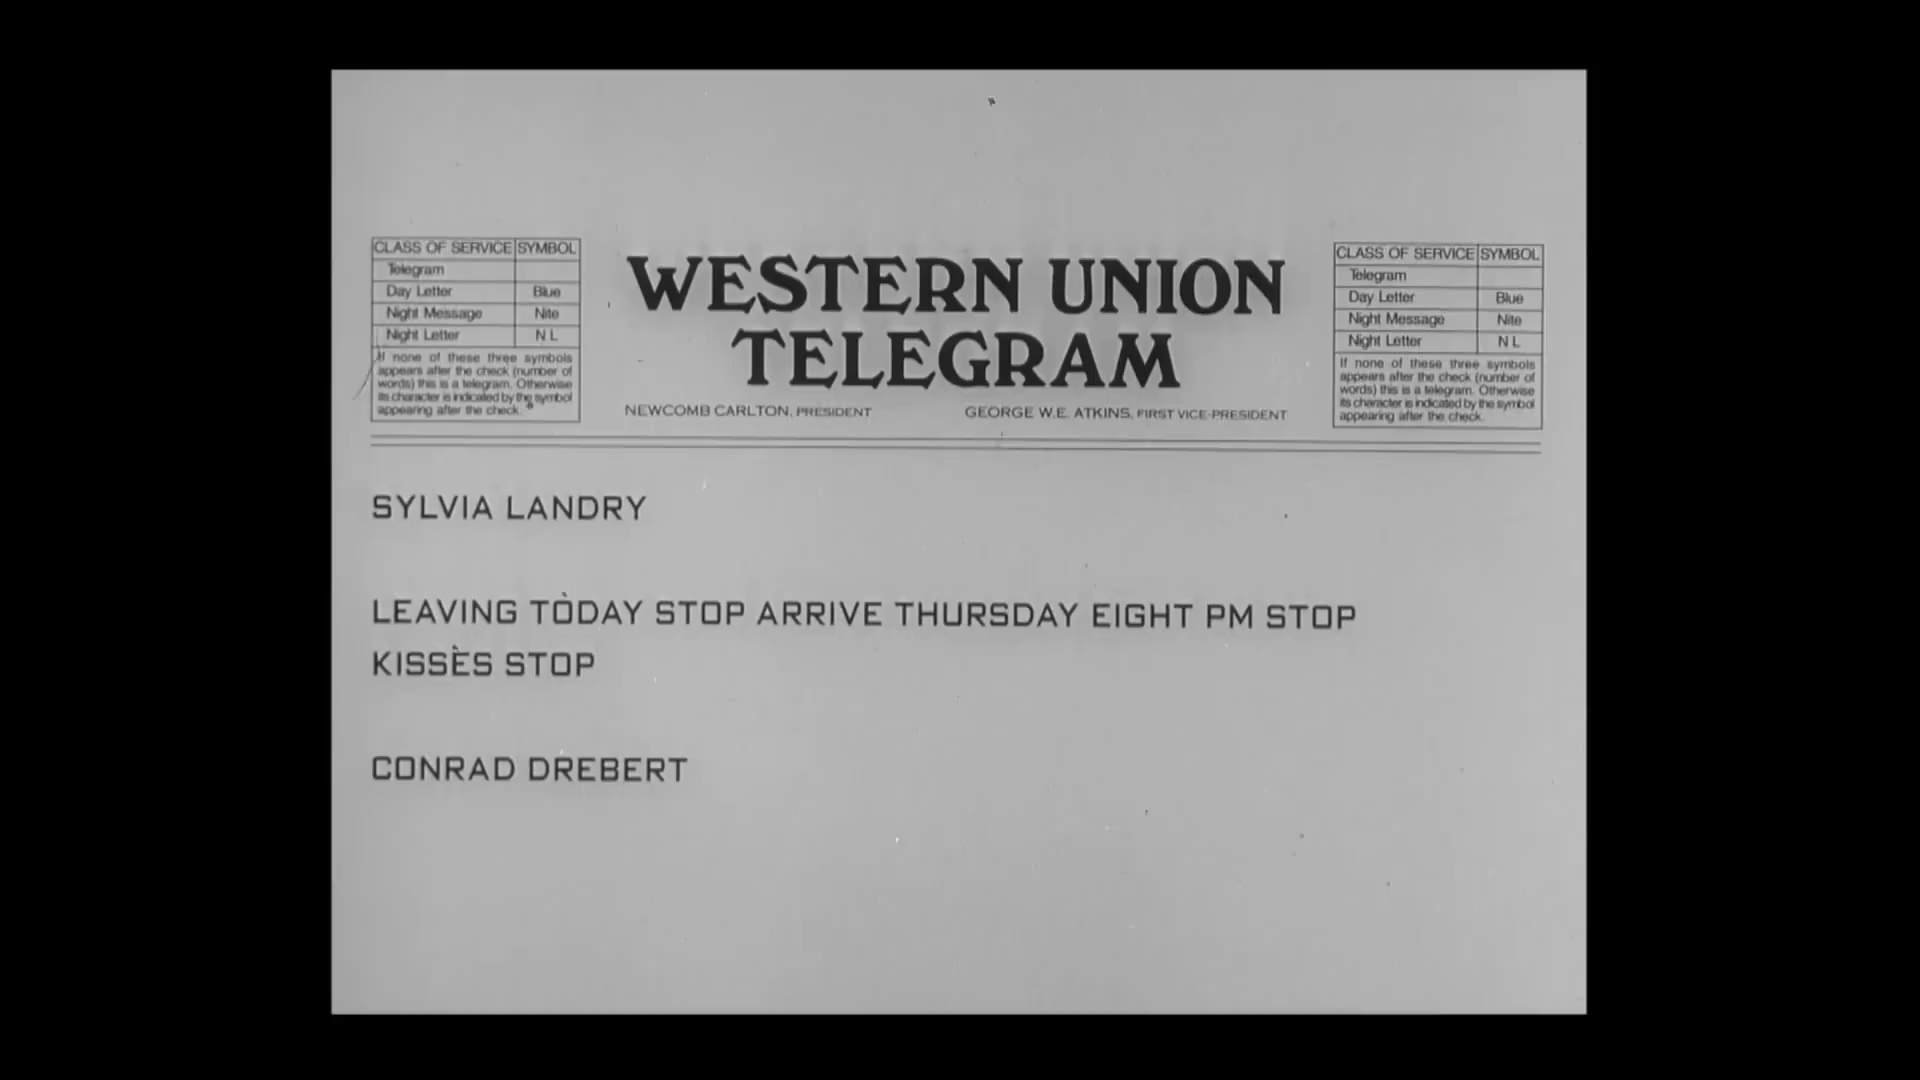 CLASS OF SERVICE SYMBOL
Telegram
Day Letter Blue
Night Message Nite
Night Letter N L
If none of these three symbols
appears after the check (number of
words) this is a telegram. Otherwise
its character is indicated by the symbol
appearing after the check.
WESTERN UNION
TELEGRAM
NEWCOMB CARLTON, PRESIDENT GEORGE W.E. ATKINS, FIRST VICE-PRESIDENT
CLASS OF SERVICE SYMBOL
Telegram
Day Letter Blue
Night Message Nite
Night Letter N L
If none of these three symbols
appears after the check (number of
words) this is a telegram. Otherwise
its character is indicated by the symbol
appearing after the check.
SYLVIA LANDRY
LEAVING TODAY STOP ARRIVE THURSDAY EIGHT PM STOP
KISSES STOP
CONRAD DREBERT